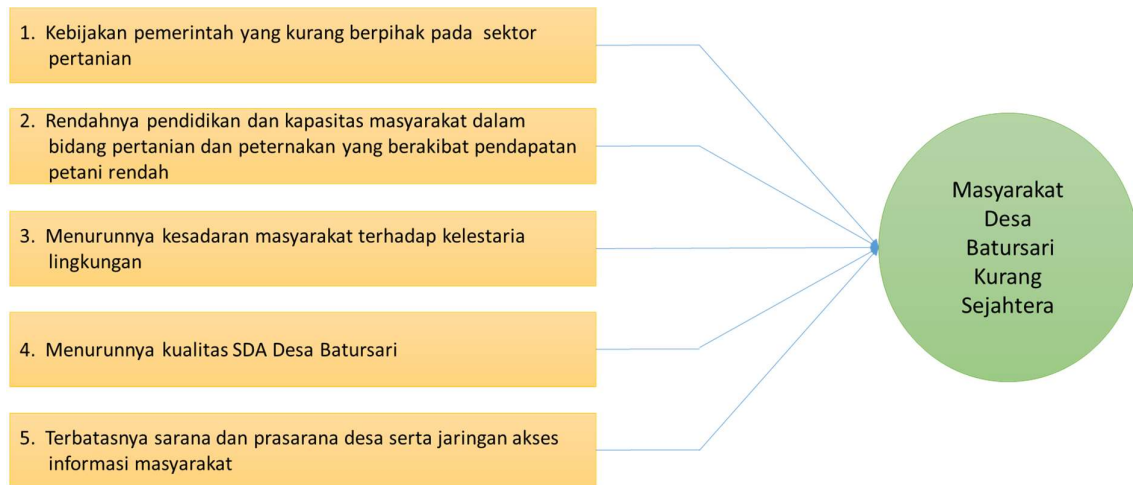 1. Kebijakan pemerintah yang kurang berpihak pada sektor
pertanian
2. Rendahnya pendidikan dan kapasitas masyarakat dalam
bidang pertanian dan peternakan yang berakibat pendapatan
petani rendah
3. Menurunnya kesadaran masyarakat terhadap kelestaria
lingkungan
4. Menurunnya kualitas SDA Desa Batursari
5. Terbatasnya sarana dan prasarana desa serta jaringan akses
informasi masyarakat
Masyarakat
Desa
Batursari
Kurang
Sejahtera